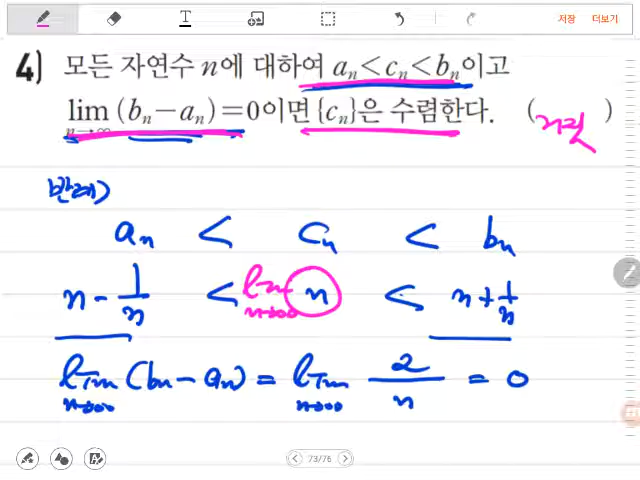 저장 더보기
4) 모든 자연수 n에 대하여 aₙ<cₙ<bₙ이고
lim (bₙ−aₙ)=0이면 {cₙ}은 수렴한다. (거짓)
n→∞
반례)
aₙ < cₙ < bₙ
n - 1/n < lim n→∞ n < n + 1/n
lim n→∞ (bₙ - aₙ) = lim n→∞ 2/n = 0
73/76